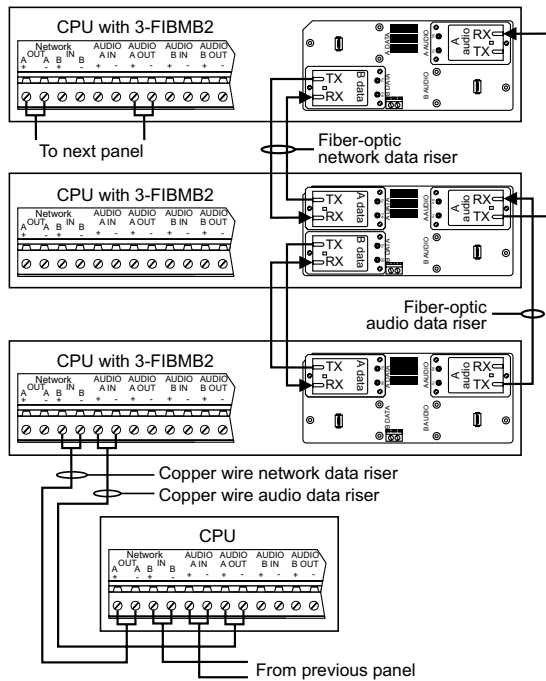 CPU with 3-FIBMB2
Network AUDIO AUDIO AUDIO AUDIO
OUT IN A IN A OUT B IN B OUT
A A B B
+ - + - + - + - + - + -
A DATA
B DATA
A AUDIO
B AUDIO
A audio
RX
TX
TX
RX
B data
To next panel
Fiber-optic
network data riser
CPU with 3-FIBMB2
Network AUDIO AUDIO AUDIO AUDIO
OUT IN A IN A OUT B IN B OUT
A A B B
+ - + - + - + - + - + -
TX
RX
A data
TX
RX
B data
A DATA
B DATA
A AUDIO
B AUDIO
A audio
RX
TX
Fiber-optic
audio data riser
CPU with 3-FIBMB2
Network AUDIO AUDIO AUDIO AUDIO
OUT IN A IN A OUT B IN B OUT
A A B B
+ - + - + - + - + - + -
TX
RX
A data
A DATA
B DATA
A AUDIO
B AUDIO
A audio
RX
TX
Copper wire network data riser
Copper wire audio data riser
CPU
Network AUDIO AUDIO AUDIO AUDIO
OUT IN A IN A OUT B IN B OUT
A A B B
+ - + - + - + - + - + -
From previous panel